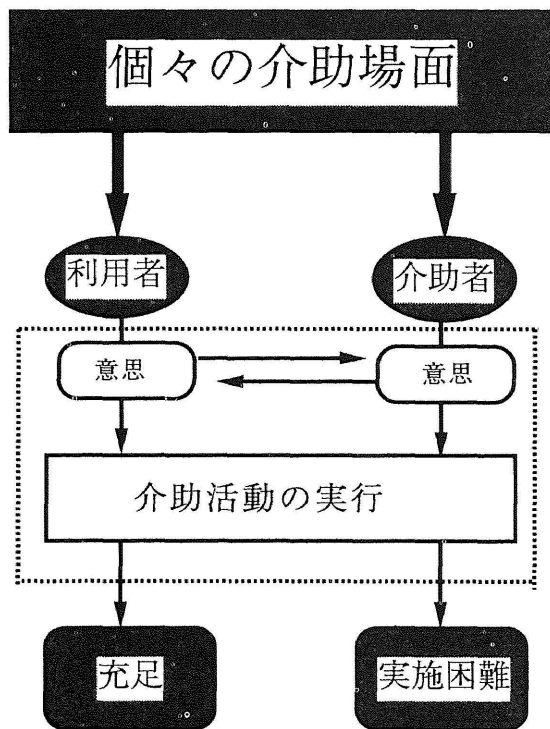 個々の介助場面
利用者
介助者
意思
意思
介助活動の実行
充足
実施困難